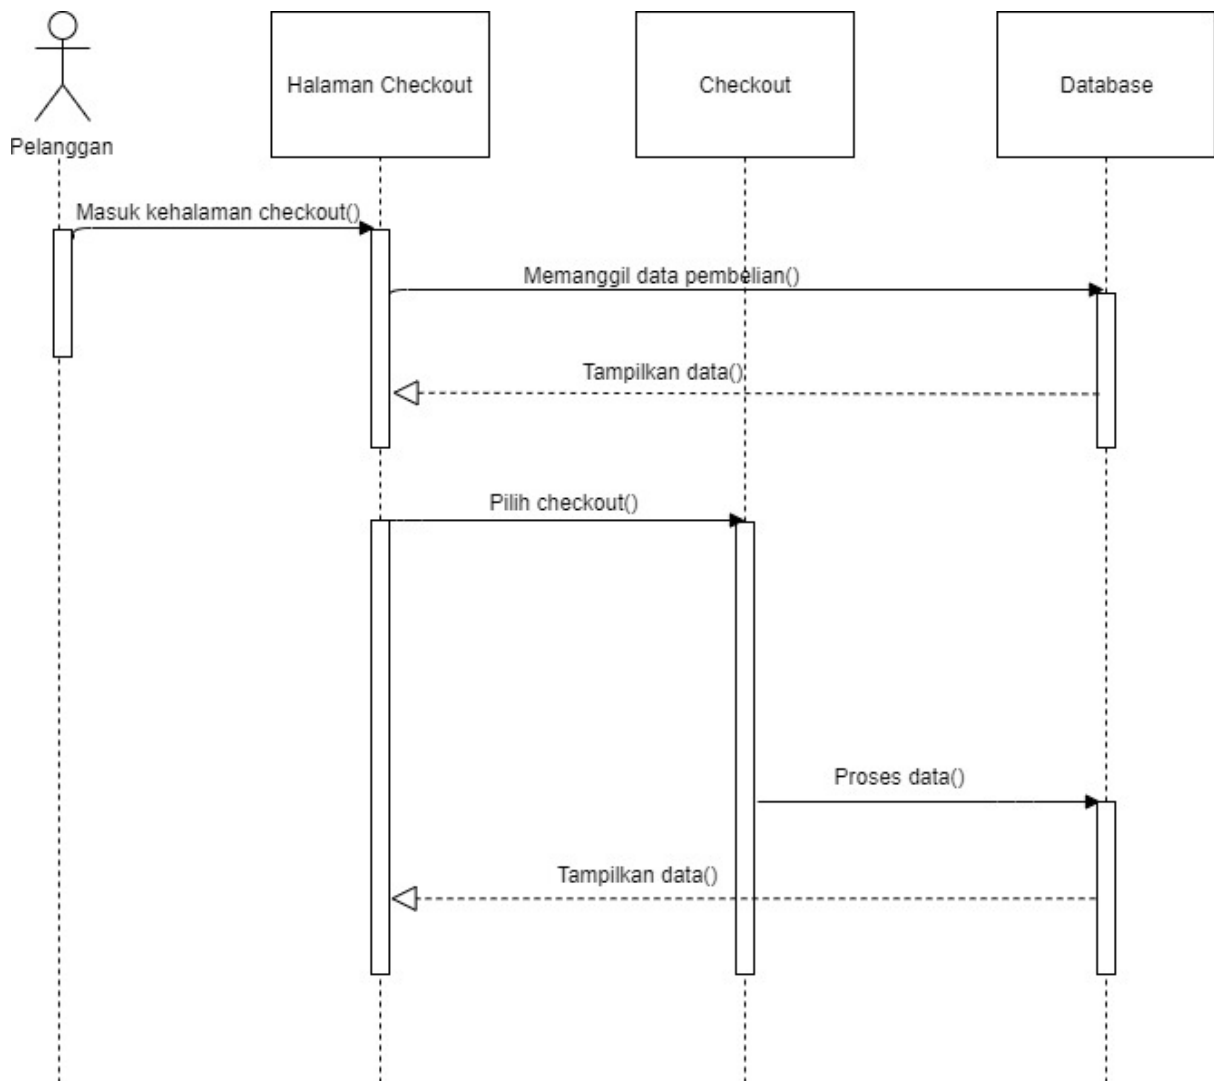 Halaman Checkout
Checkout
Database
Pelanggan
Masuk kehalaman checkout()
Memanggil data pembelian()
Tampilkan data()
Pilih checkout()
Proses data()
Tampilkan data()